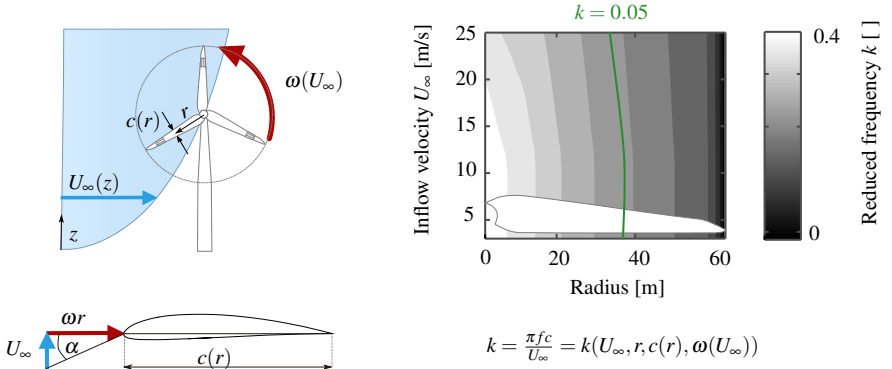 ω(U∞)
c(r)
r
U∞(z)
z
ωr
U∞
α
c(r)
k = 0.05
Inflow velocity U∞ [m/s]
25
20
15
10
5
0
20
40
60
Radius [m]
0.4
0
Reduced frequency k [ ]
k = πfc/U∞ = k(U∞, r, c(r), ω(U∞))